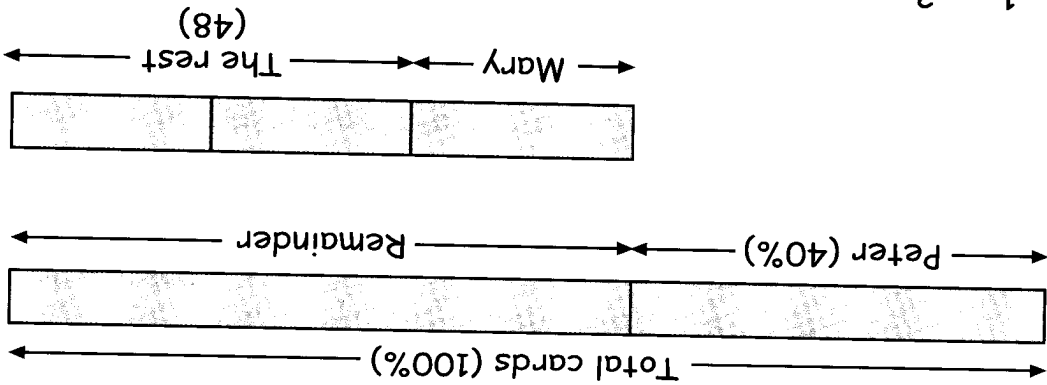 Total cards (100%)
Peter (40%) Remainder
Mary The rest
(48)